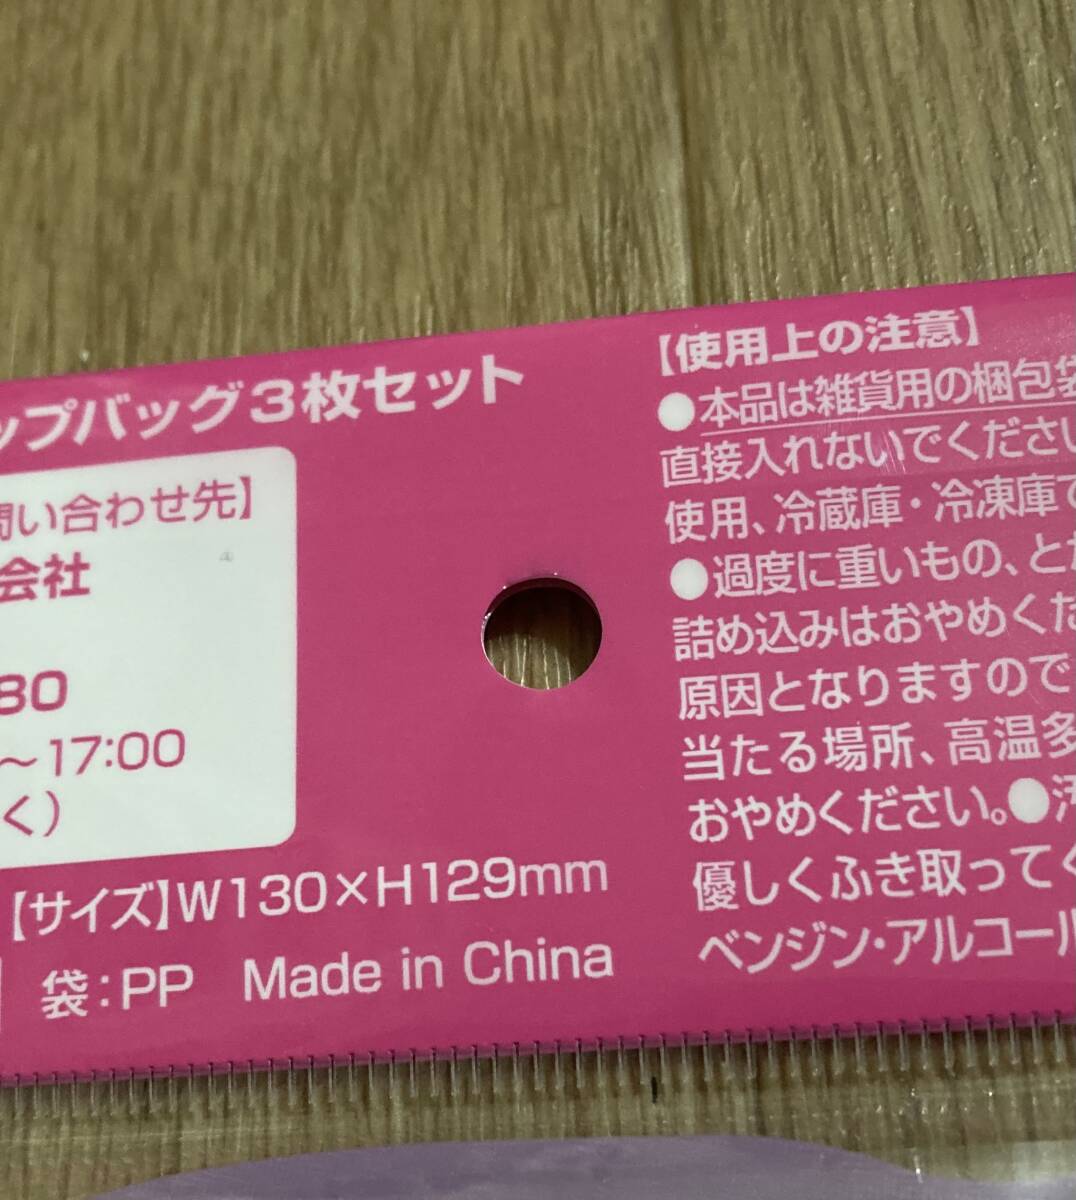 ップバッグ3枚セット
問い合わせ先】
会社
80
～17:00
く）
【サイズ】W130×H129mm
袋：PP Made in China
【使用上の注意】
●本品は雑貨用の梱包袋
直接入れないでください
使用、冷蔵庫・冷凍庫で
●過度に重いもの、とが
詰め込みはおやめくだ
原因となりますので
当たる場所、高温多
おやめください。●汚
優しくふき取ってく
ベンジン・アルコール